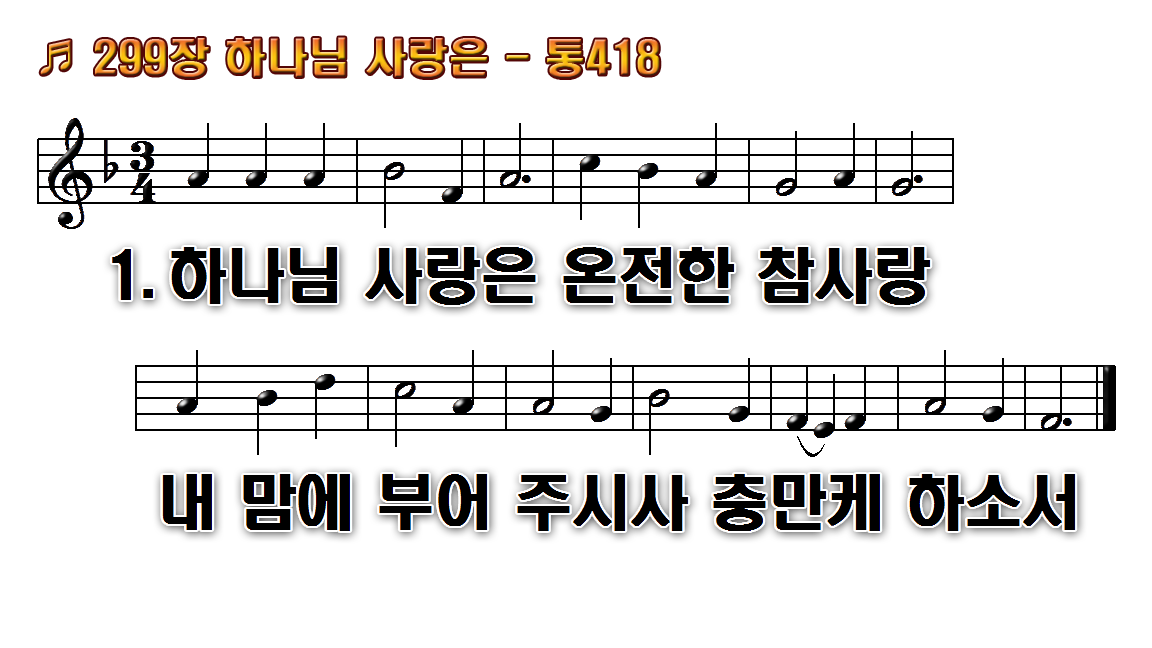 ♬ 299장 하나님 사랑은 - 통418
3
4
1. 하나님 사랑은 온전한 참사랑
내 맘에 부어 주시사 충만케 하소서